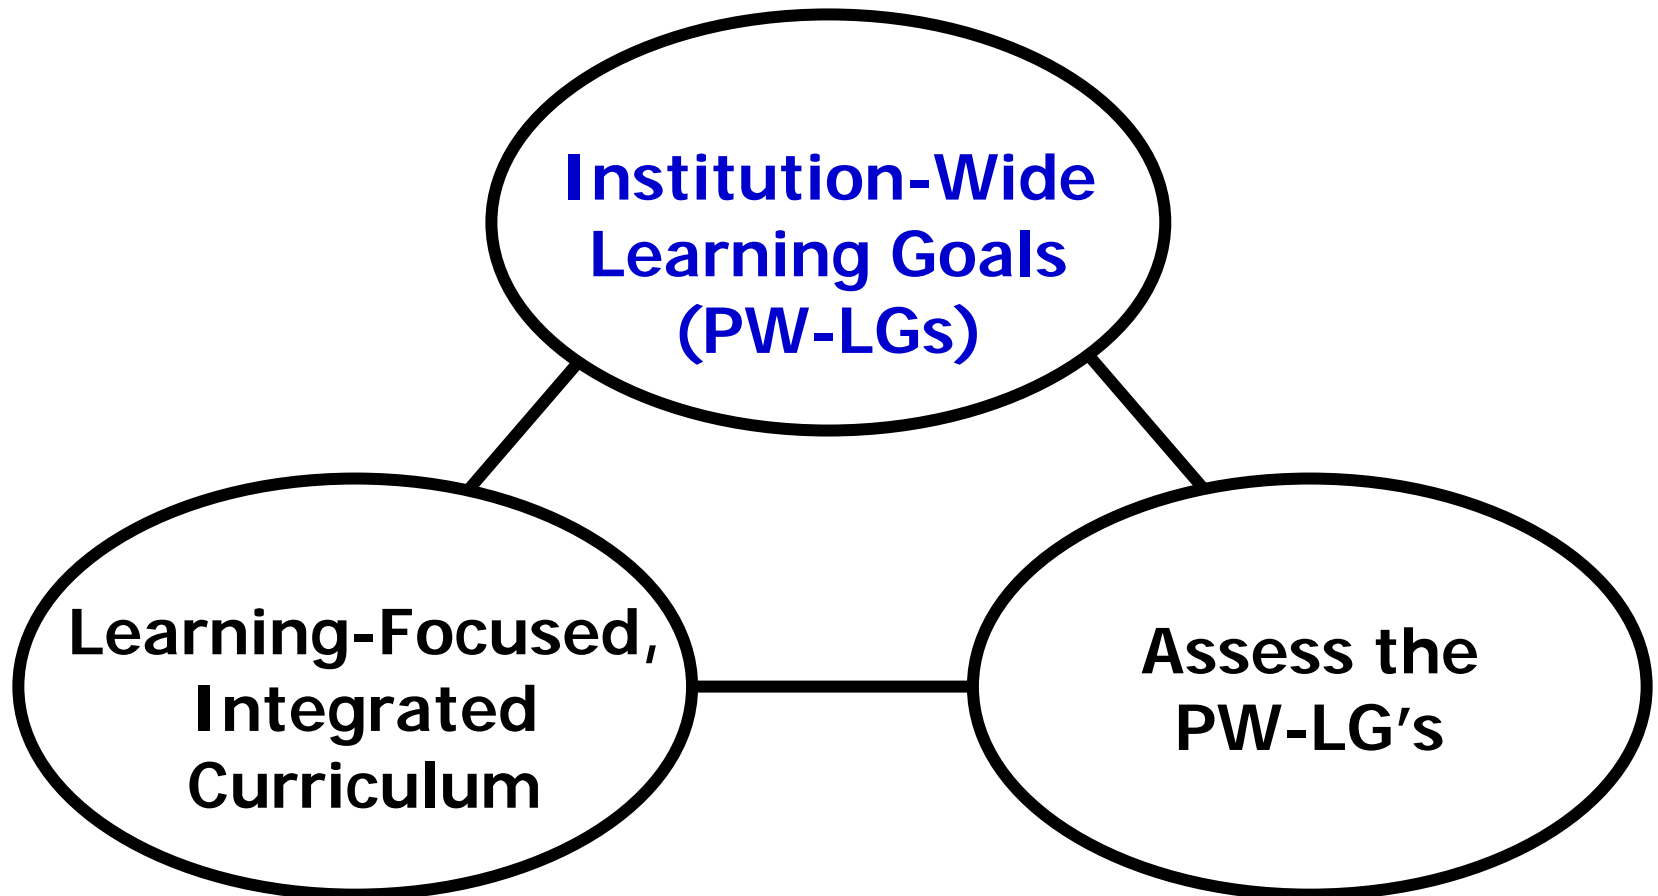 Institution-Wide
Learning Goals
(PW-LGs)
Learning-Focused,
Integrated
Curriculum
Assess the
PW-LG’s